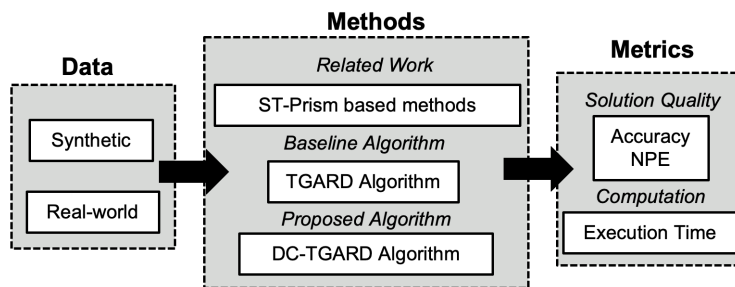 Data
Synthetic
Real-world
Methods
Related Work
ST-Prism based methods
Baseline Algorithm
TGARD Algorithm
Proposed Algorithm
DC-TGARD Algorithm
Metrics
Solution Quality
Accuracy
NPE
Computation
Execution Time